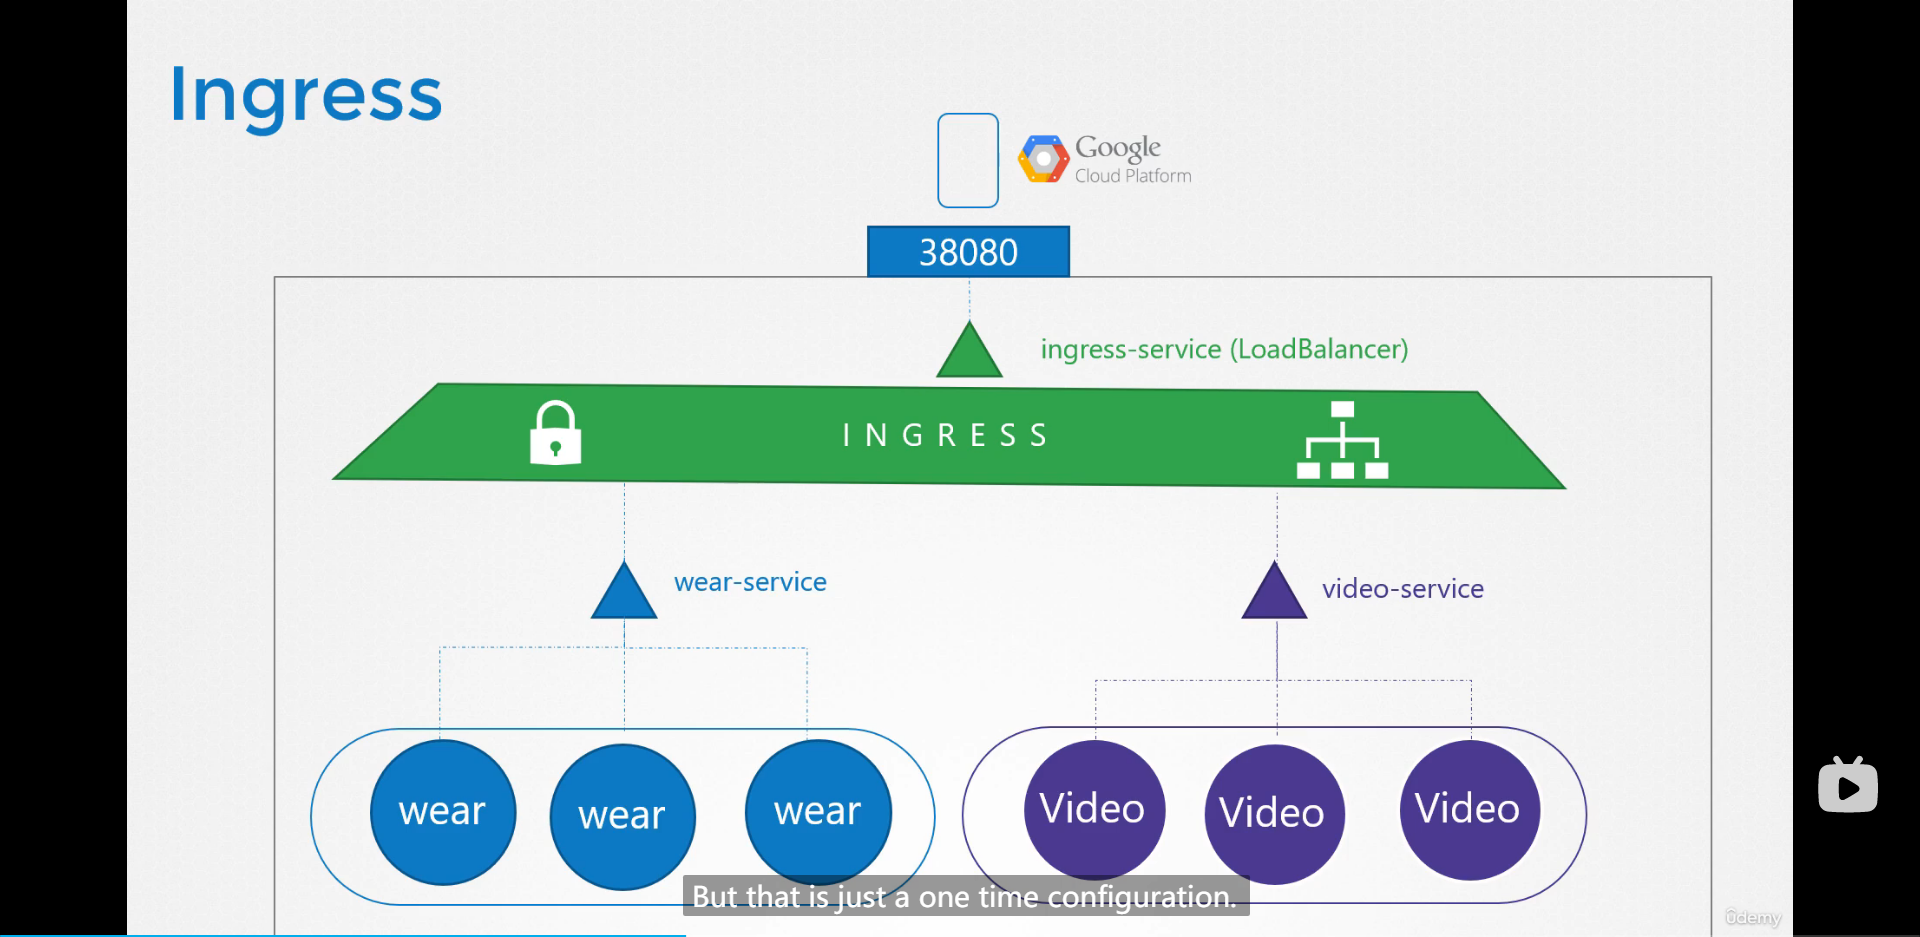 Ingress
Google
Cloud Platform
38080
ingress-service (LoadBalancer)
INGRESS
wear-service
video-service
wear
wear
wear
Video
Video
Video
But that is just a one time configuration.
ûdemy